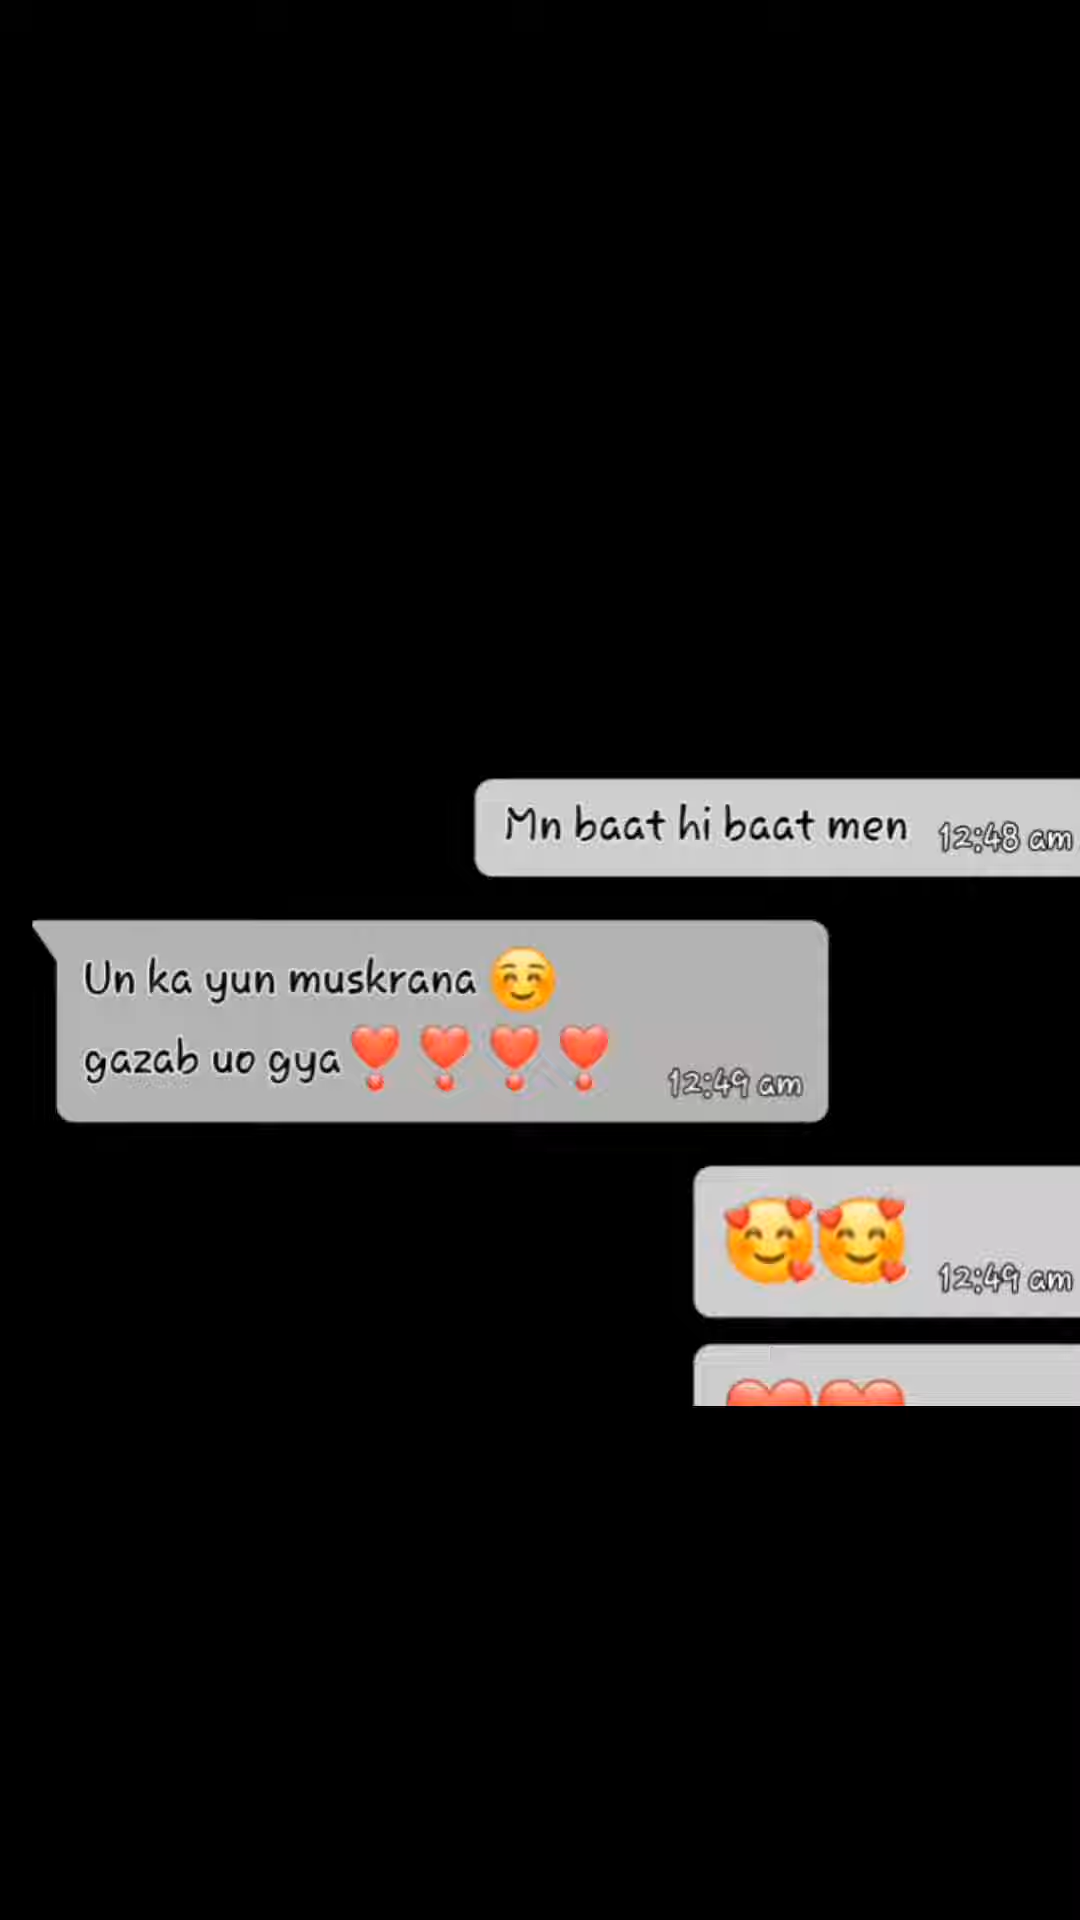 Mn baat hi baat men 12:48 am
Un ka yun muskrana ☺️
gazab uo gya❣️ ❣️ ❣️ ❣️ 12:49 am
🥰🥰 12:49 am
❤️❤️